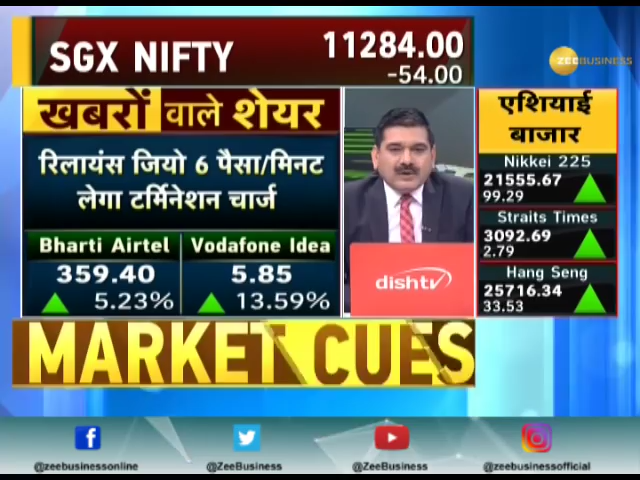 SGX NIFTY
11284.00
-54.00
ZEEBUSINESS
खबरों वाले शेयर
रिलायंस जियो 6 पैसा/मिनट
लेगा टर्मिनेशन चार्ज
Bharti Airtel
359.40
5.23%
Vodafone Idea
5.85
13.59%
dishtv
एशियाई
बाजार
Nikkei 225
21555.67
99.29
Straits Times
3092.69
2.79
Hang Seng
25716.34
33.53
MARKET CUES
@zeebusinessonline
@ZeeBusiness
@ZeeBusiness
@zeebusinessofficial